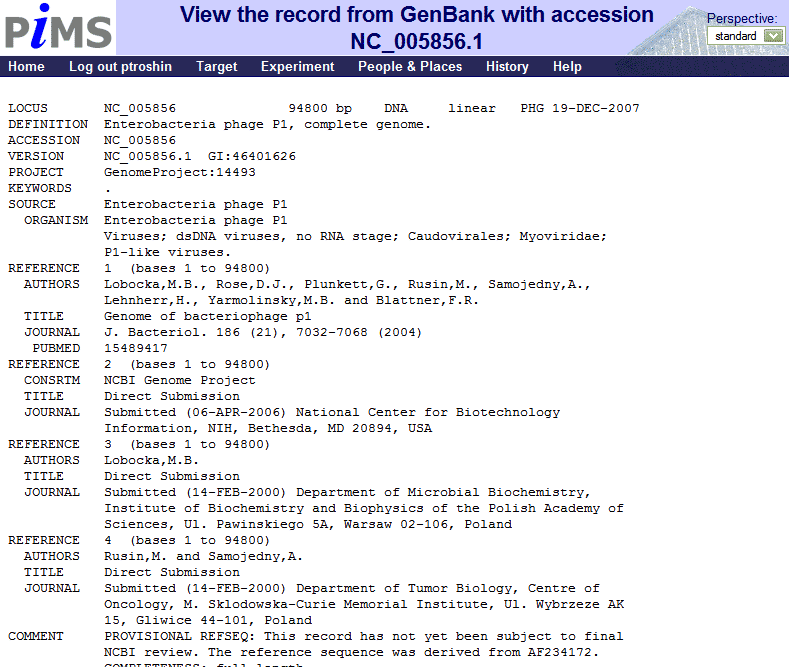 PiMS
View the record from GenBank with accession
NC_005856.1
Perspective:
standard
Home Log out ptroshin Target Experiment People & Places History Help
LOCUS NC_005856 94800 bp DNA linear PHG 19-DEC-2007
DEFINITION Enterobacteria phage P1, complete genome.
ACCESSION NC_005856
VERSION NC_005856.1 GI:46401626
PROJECT GenomeProject:14493
KEYWORDS .
SOURCE Enterobacteria phage P1
ORGANISM Enterobacteria phage P1
Viruses; dsDNA viruses, no RNA stage; Caudovirales; Myoviridae;
P1-like viruses.
REFERENCE 1 (bases 1 to 94800)
AUTHORS Lobocka,M.B., Rose,D.J., Plunkett,G., Rusin,M., Samojedny,A.,
Lehnherr,H., Yarmolinsky,M.B. and Blattner,F.R.
TITLE Genome of bacteriophage p1
JOURNAL J. Bacteriol. 186 (21), 7032-7068 (2004)
PUBMED 15489417
REFERENCE 2 (bases 1 to 94800)
CONSRTM NCBI Genome Project
TITLE Direct Submission
JOURNAL Submitted (06-APR-2006) National Center for Biotechnology
Information, NIH, Bethesda, MD 20894, USA
REFERENCE 3 (bases 1 to 94800)
AUTHORS Lobocka,M.B.
TITLE Direct Submission
JOURNAL Submitted (14-FEB-2000) Department of Microbial Biochemistry,
Institute of Biochemistry and Biophysics of the Polish Academy of
Sciences, Ul. Pawinskiego 5A, Warsaw 02-106, Poland
REFERENCE 4 (bases 1 to 94800)
AUTHORS Rusin,M. and Samojedny,A.
TITLE Direct Submission
JOURNAL Submitted (14-FEB-2000) Department of Tumor Biology, Centre of
Oncology, M. Sklodowska-Curie Memorial Institute, Ul. Wybrzeze AK
15, Gliwice 44-101, Poland
COMMENT PROVISIONAL REFSEQ: This record has not yet been subject to final
NCBI review. The reference sequence was derived from AF234172.
COMPLETENESS: full length